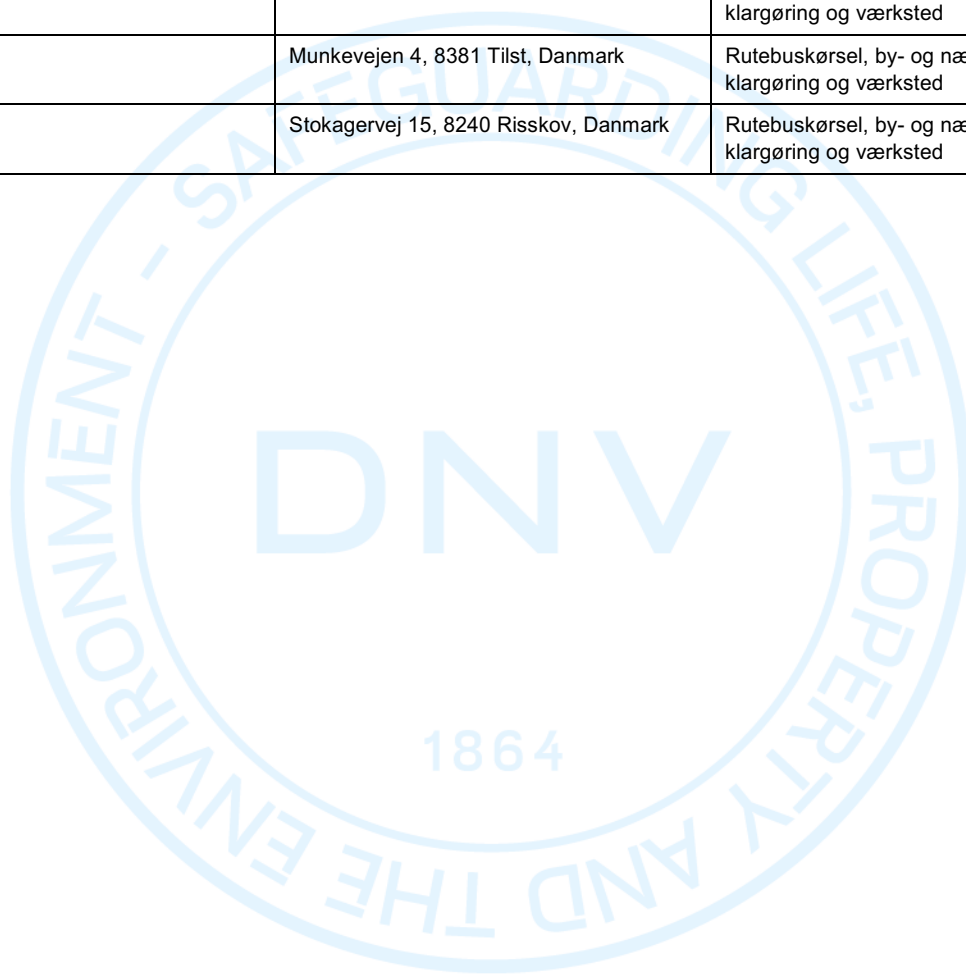 klargøring og værksted
Munkevejen 4, 8381 Tilst, Danmark
Rutebuskørsel, by- og næ
klargøring og værksted
Stokagervej 15, 8240 Risskov, Danmark
Rutebuskørsel, by- og næ
klargøring og værksted
SAFEGUARDING LIFE, PROPERTY AND THE ENVIRONMENT -
DNV
1864